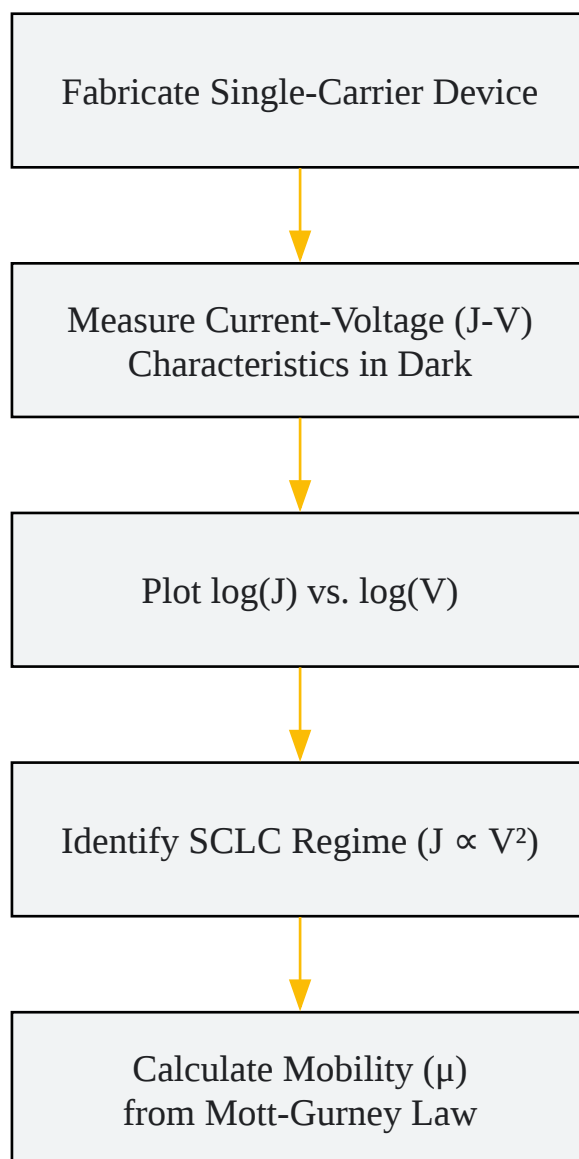 Fabricate Single-Carrier Device
Measure Current-Voltage (J-V)
Characteristics in Dark
Plot log(J) vs. log(V)
Identify SCLC Regime (J ∝ V²)
Calculate Mobility (μ)
from Mott-Gurney Law